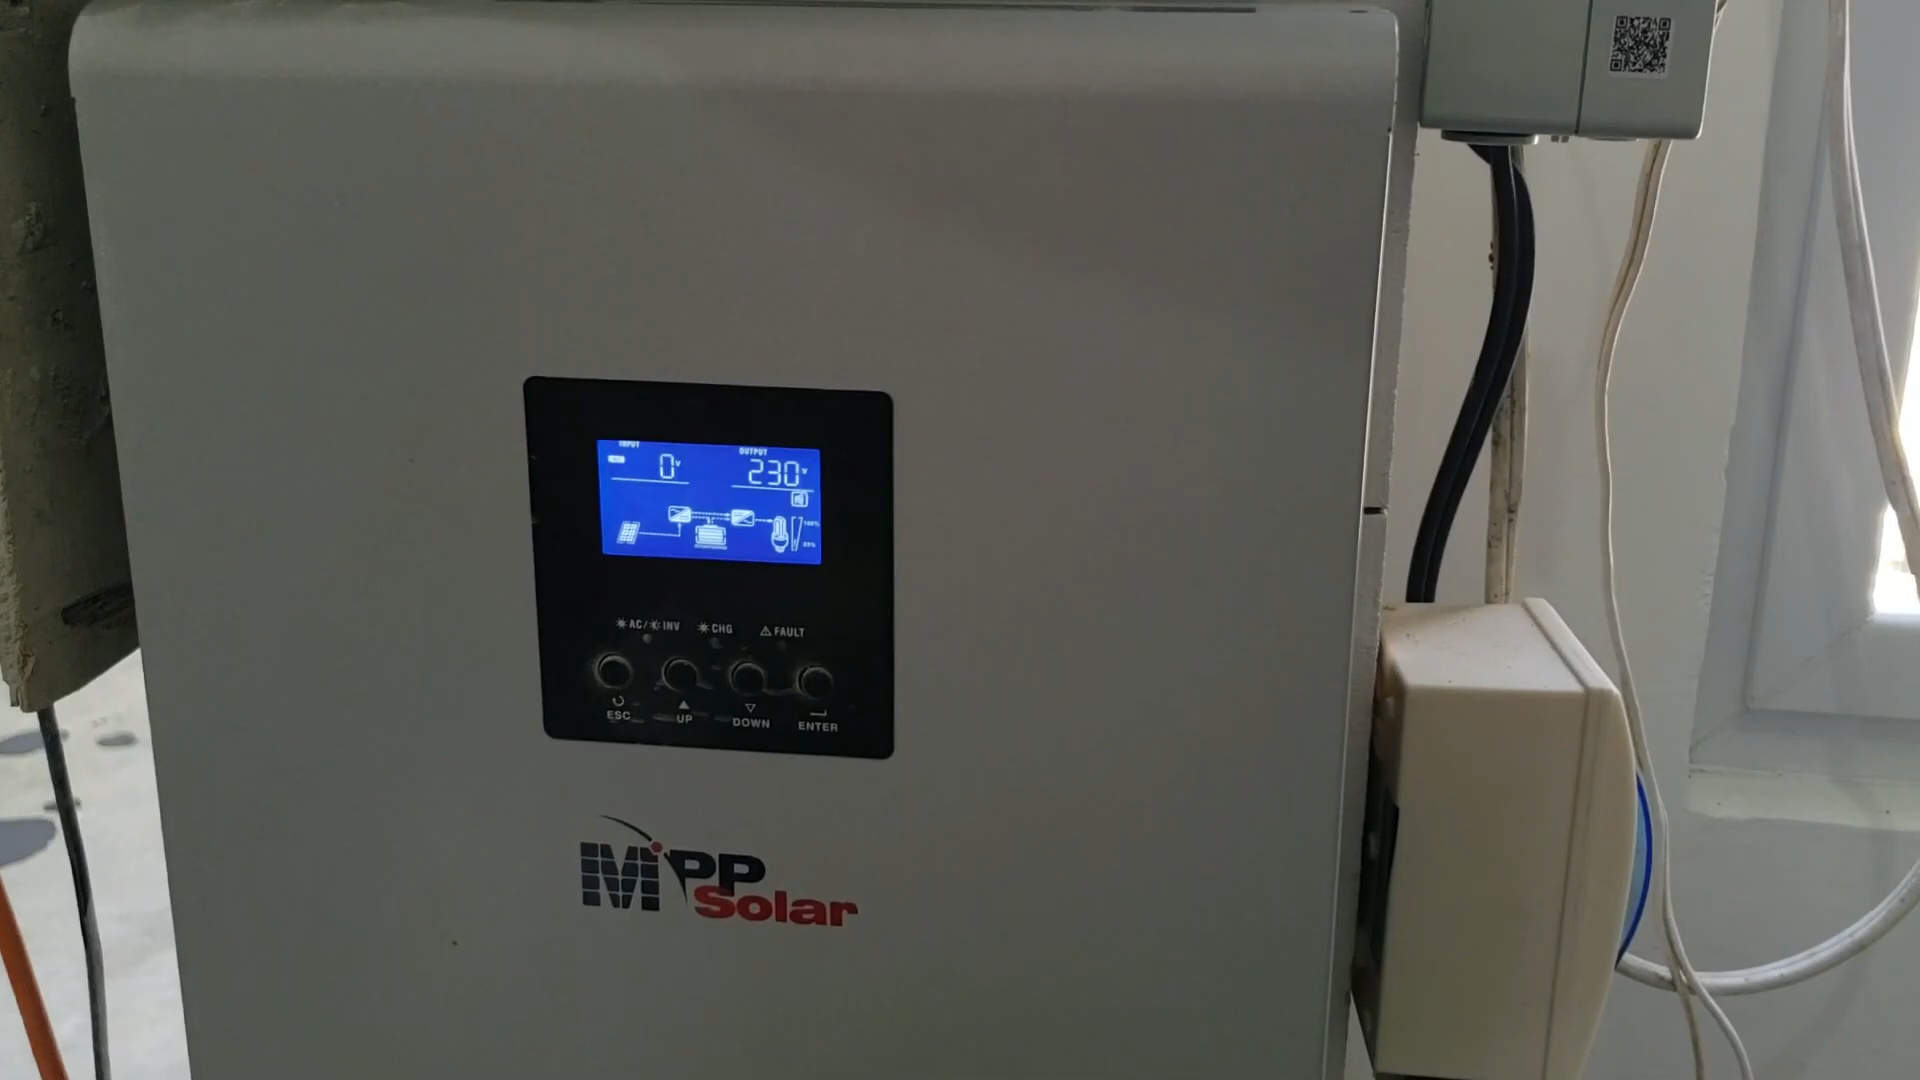 INPUT OUTPUT
0V 230V
100%
25%
AC/ INV CHG FAULT
ESC UP DOWN ENTER
MPP
Solar